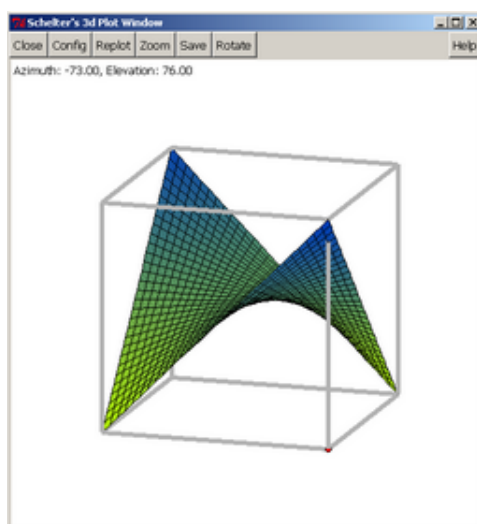 Schelter's 3d Plot Window
Close Config Replot Zoom Save Rotate Help
Azimuth: -73.00, Elevation: 76.00